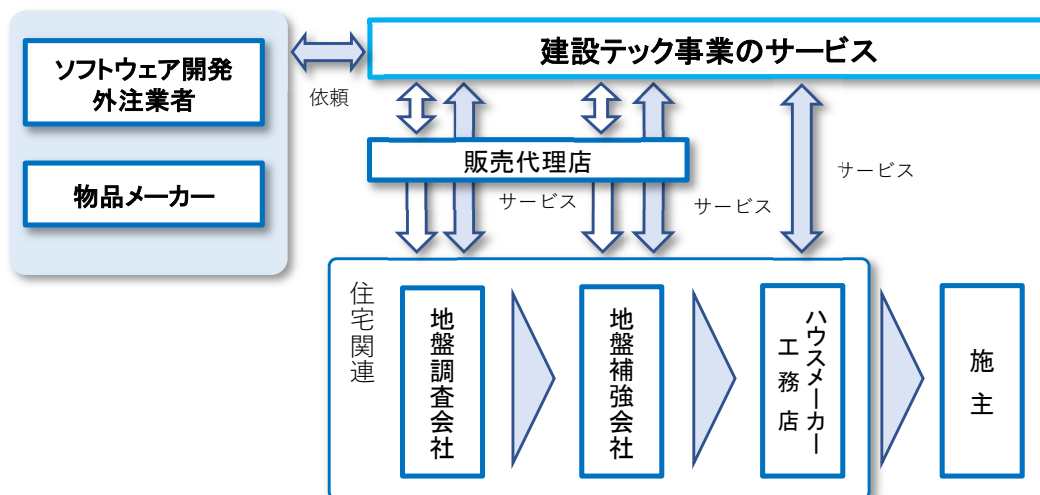 ソフトウェア開発
外注業者
物品メーカー
依頼
建設テック事業のサービス
販売代理店
サービス
サービス
サービス
住宅関連
地盤調査会社
地盤補強会社
ハウスメーカー
工務店
施主